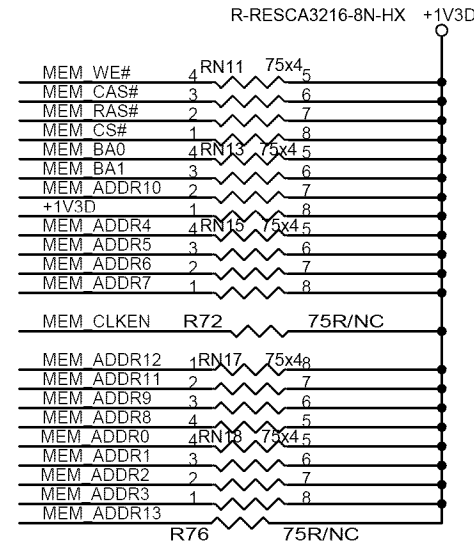 R-RESCA3216-8N-HX +1V3D
MEM_WE# 4 RN11 75x4 5
MEM_CAS# 3 6
MEM_RAS# 2 7
MEM_CS# 1 8
MEM_BA0 4 RN13 75x4 5
MEM_BA1 3 6
MEM_ADDR10 2 7
+1V3D 1 8
MEM_ADDR4 4 RN15 75x4 5
MEM_ADDR5 3 6
MEM_ADDR6 2 7
MEM_ADDR7 1 8
MEM_CLKEN R72 75R/NC
MEM_ADDR12 1 RN17 75x4 8
MEM_ADDR11 2 7
MEM_ADDR9 3 6
MEM_ADDR8 4 5
MEM_ADDR0 4 RN18 75x4 5
MEM_ADDR1 3 6
MEM_ADDR2 2 7
MEM_ADDR3 1 8
MEM_ADDR13
R76 75R/NC